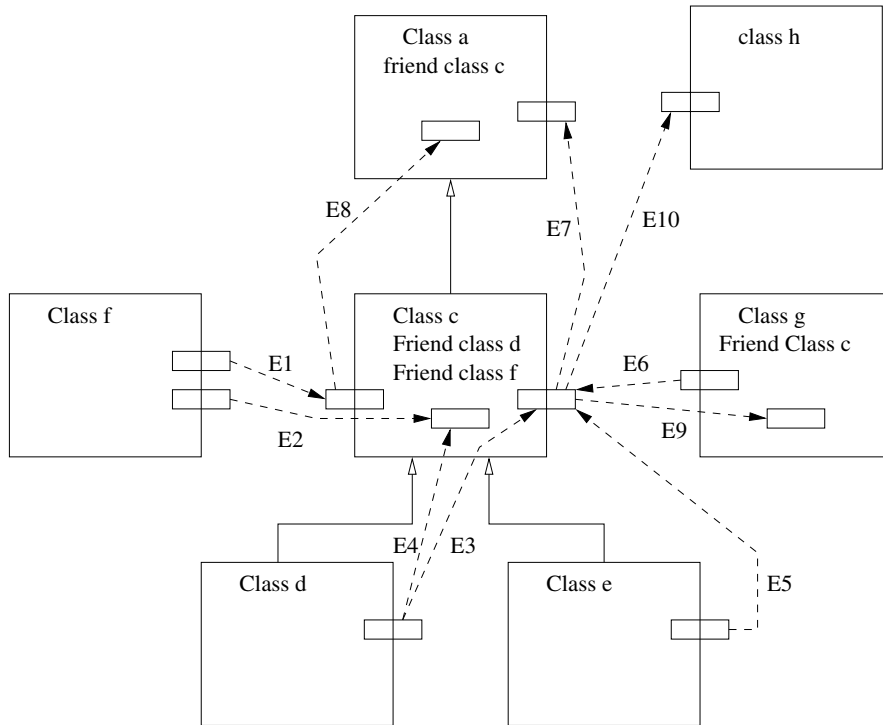 Class a
friend class c
class h
E8
E7
E10
Class f
Class c
Friend class d
Friend class f
Class g
Friend Class c
E1
E6
E2
E9
E4
E3
Class d
Class e
E5